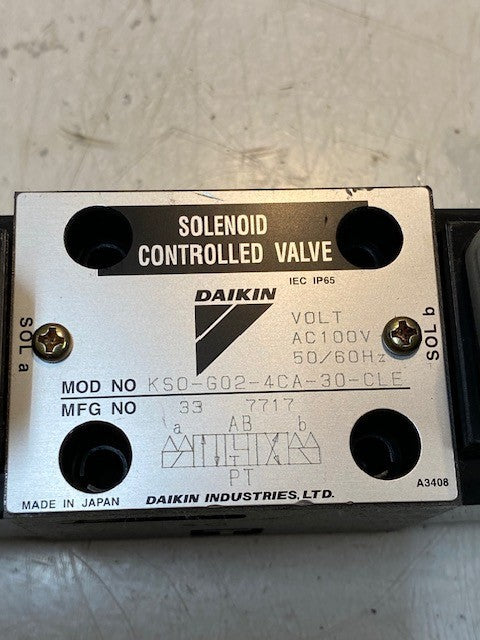 SOLENOID
CONTROLLED VALVE
IEC IP65
DAIKIN
VOLT
AC100V
50/60Hz
SOL a
SOL b
MOD NO KSO-G02-4CA-30-CLE
MFG NO 33 7717
a AB b
PT
A3408
MADE IN JAPAN DAIKIN INDUSTRIES, LTD.